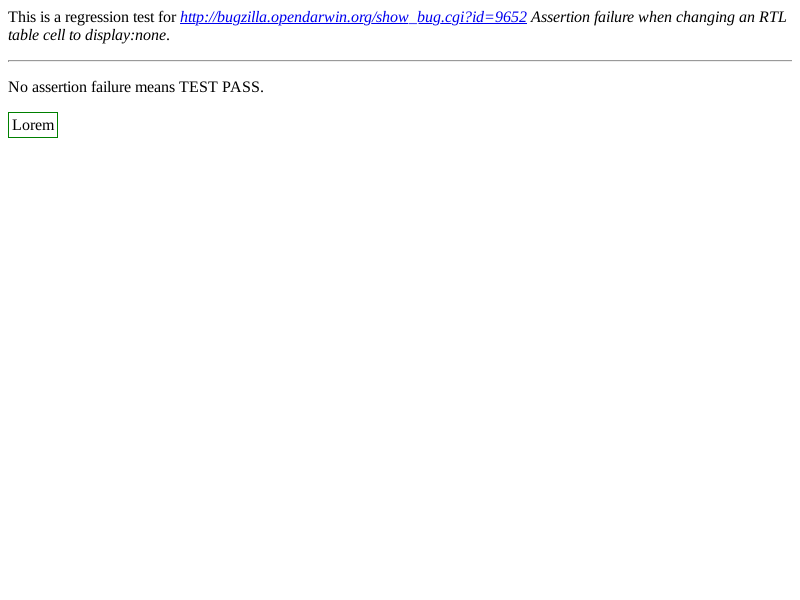 This is a regression test for http://bugzilla.opendarwin.org/show_bug.cgi?id=9652 Assertion failure when changing an RTL
table cell to display:none.
No assertion failure means TEST PASS.
Lorem